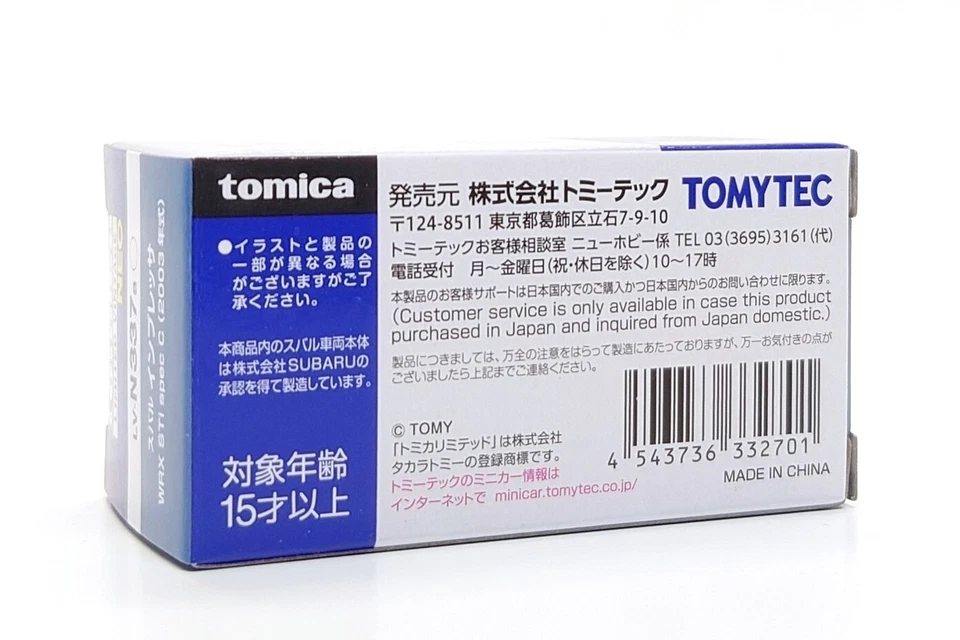 tomica
●イラストと製品の
一部が異なる場合
がございますがご了
承ください。
本商品内のスバル車両本体
は株式会社SUBARUの
承認を得て製造しています。
対象年齢
15才以上
発売元 株式会社トミーテック TOMYTEC
〒124-8511 東京都葛飾区立石7-9-10
トミーテックお客様相談室 ニューホビー係 TEL 03(3695)3161(代)
電話受付 月〜金曜日(祝・休日を除く)10〜17時
本製品のお客様サポートは日本国内でのご購入かつ日本国内からのお問い合わせに限ります。
(Customer service is only available in case this product
purchased in Japan and inquired from Japan domestic.)
製品につきましては、万全の注意をはらって製造にあたっておりますが、万一お気付きの点が
ございましたら上記までご連絡ください。
© TOMY
「トミカリミテッド」は株式会社
タカラトミーの登録商標です。
トミーテックのミニカー情報は
インターネットで minicar.tomytec.co.jp/
4 543736 332701
MADE IN CHINA
NEO
LV-N337a
スバル インプレッサ
WRX STI spec C (2003年式)